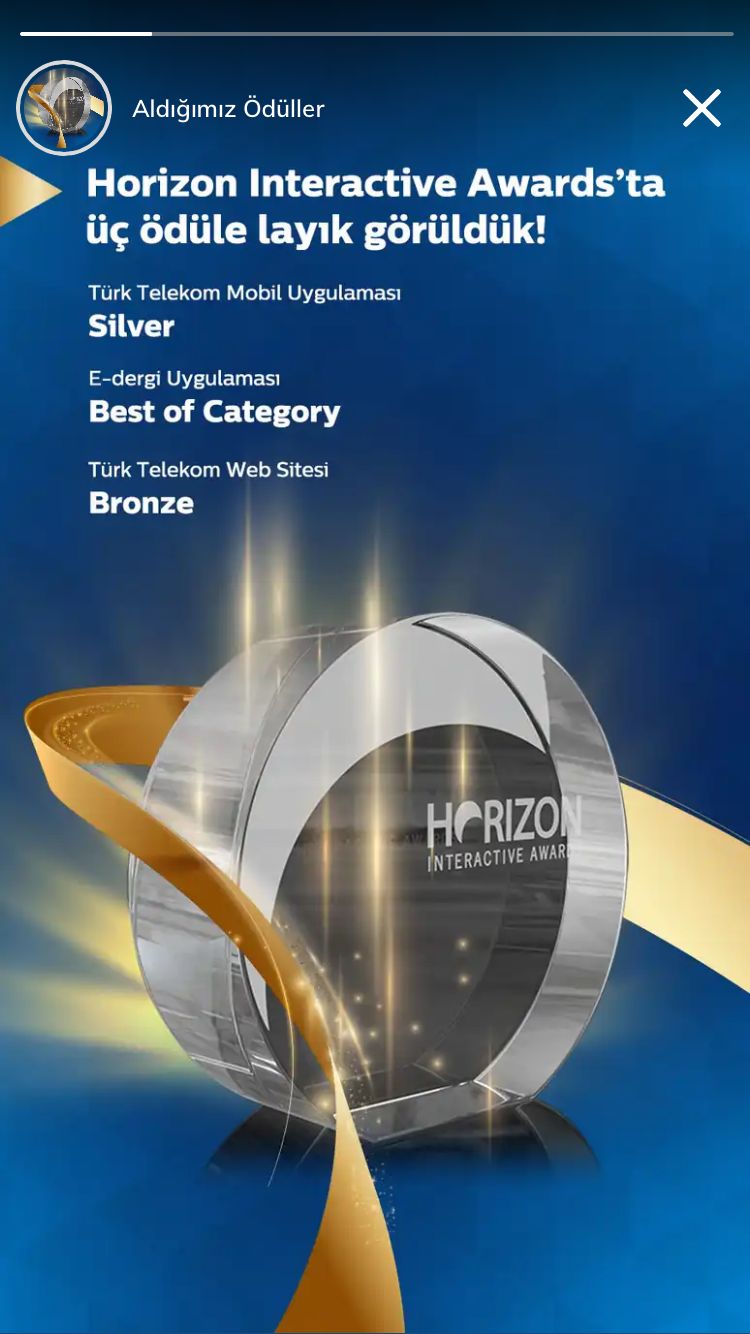 Aldığımız Ödüller
Horizon Interactive Awards’ta
üç ödüle layık görüldük!
Türk Telekom Mobil Uygulaması
Silver
E-dergi Uygulaması
Best of Category
Türk Telekom Web Sitesi
Bronze
HORIZON
INTERACTIVE AWAR